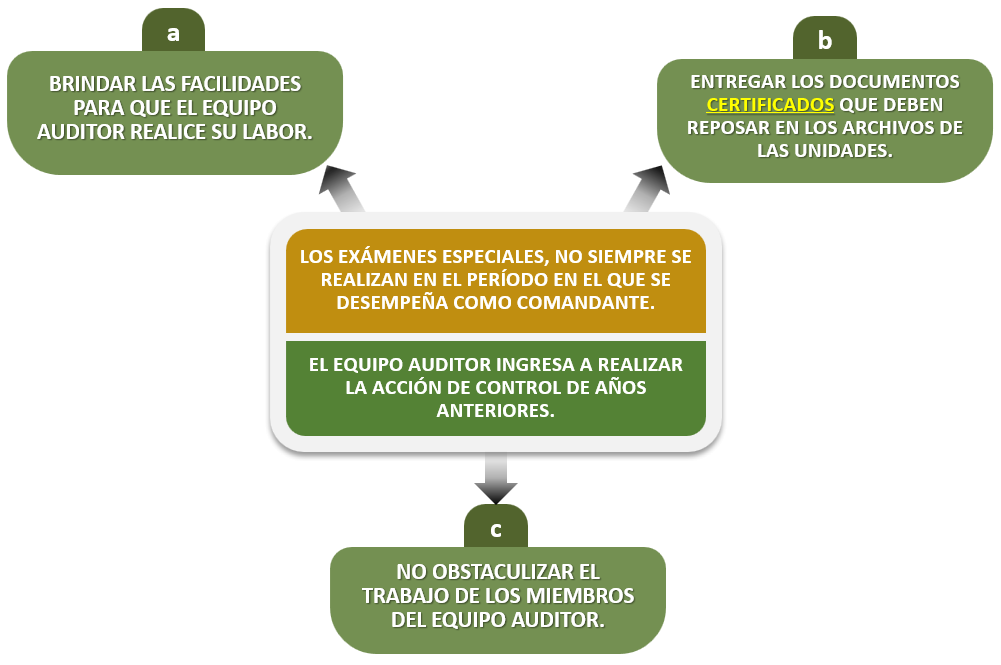 a
BRINDAR LAS FACILIDADES
PARA QUE EL EQUIPO
AUDITOR REALICE SU LABOR.
b
ENTREGAR LOS DOCUMENTOS
CERTIFICADOS QUE DEBEN
REPOSAR EN LOS ARCHIVOS DE
LAS UNIDADES.
LOS EXÁMENES ESPECIALES, NO SIEMPRE SE
REALIZAN EN EL PERÍODO EN EL QUE SE
DESEMPEÑA COMO COMANDANTE.
EL EQUIPO AUDITOR INGRESA A REALIZAR
LA ACCIÓN DE CONTROL DE AÑOS
ANTERIORES.
c
NO OBSTACULIZAR EL
TRABAJO DE LOS MIEMBROS
DEL EQUIPO AUDITOR.